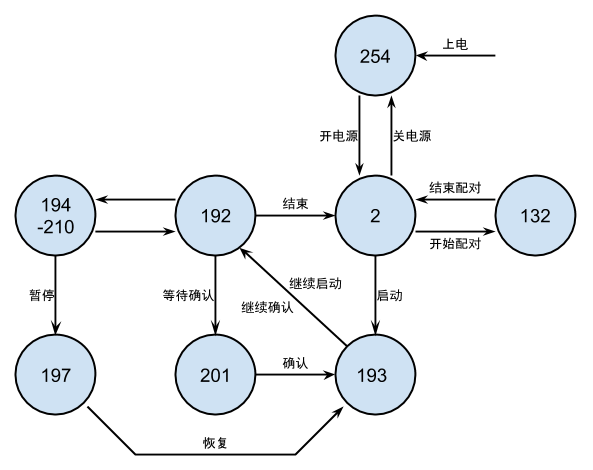 254
上电
开电源
关电源
194
-210
192
结束
2
结束配对
开始配对
132
暂停
等待确认
继续启动
继续确认
启动
197
201
确认
193
恢复